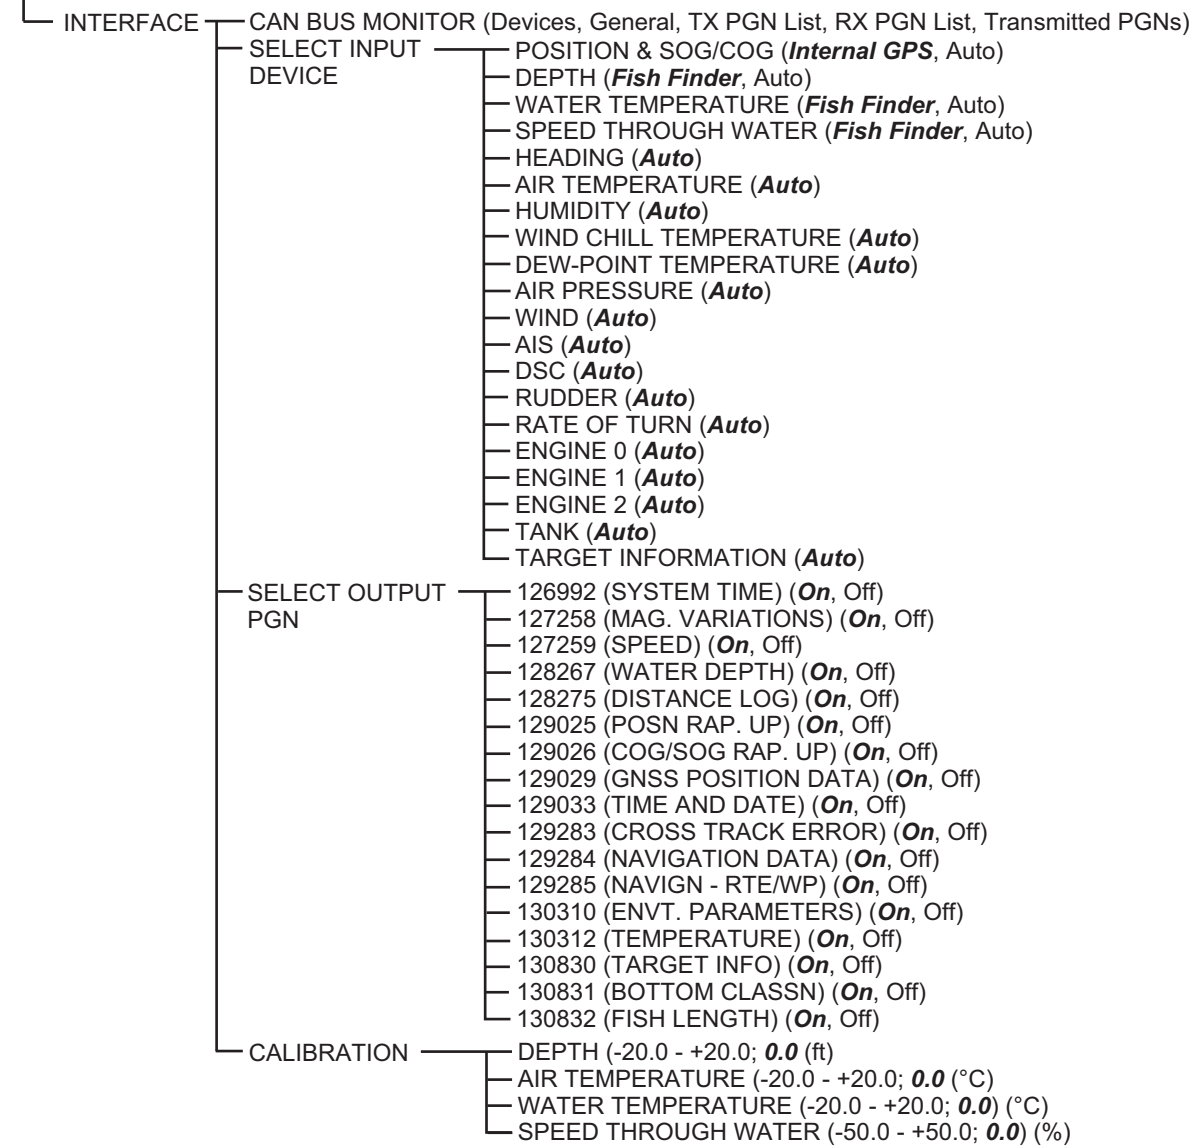 INTERFACE CAN BUS MONITOR (Devices, General, TX PGN List, RX PGN List, Transmitted PGNs)
SELECT INPUT
DEVICE
POSITION & SOG/COG (Internal GPS, Auto)
DEPTH (Fish Finder, Auto)
WATER TEMPERATURE (Fish Finder, Auto)
SPEED THROUGH WATER (Fish Finder, Auto)
HEADING (Auto)
AIR TEMPERATURE (Auto)
HUMIDITY (Auto)
WIND CHILL TEMPERATURE (Auto)
DEW-POINT TEMPERATURE (Auto)
AIR PRESSURE (Auto)
WIND (Auto)
AIS (Auto)
DSC (Auto)
RUDDER (Auto)
RATE OF TURN (Auto)
ENGINE 0 (Auto)
ENGINE 1 (Auto)
ENGINE 2 (Auto)
TANK (Auto)
TARGET INFORMATION (Auto)
SELECT OUTPUT
PGN
126992 (SYSTEM TIME) (On, Off)
127258 (MAG. VARIATIONS) (On, Off)
127259 (SPEED) (On, Off)
128267 (WATER DEPTH) (On, Off)
128275 (DISTANCE LOG) (On, Off)
129025 (POSN RAP. UP) (On, Off)
129026 (COG/SOG RAP. UP) (On, Off)
129029 (GNSS POSITION DATA) (On, Off)
129033 (TIME AND DATE) (On, Off)
129283 (CROSS TRACK ERROR) (On, Off)
129284 (NAVIGATION DATA) (On, Off)
129285 (NAVIGN - RTE/WP) (On, Off)
130310 (ENVT. PARAMETERS) (On, Off)
130312 (TEMPERATURE) (On, Off)
130830 (TARGET INFO) (On, Off)
130831 (BOTTOM CLASSN) (On, Off)
130832 (FISH LENGTH) (On, Off)
CALIBRATION
DEPTH (-20.0 - +20.0; 0.0 (ft)
AIR TEMPERATURE (-20.0 - +20.0; 0.0 (°C)
WATER TEMPERATURE (-20.0 - +20.0; 0.0) (°C)
SPEED THROUGH WATER (-50.0 - +50.0; 0.0) (%)